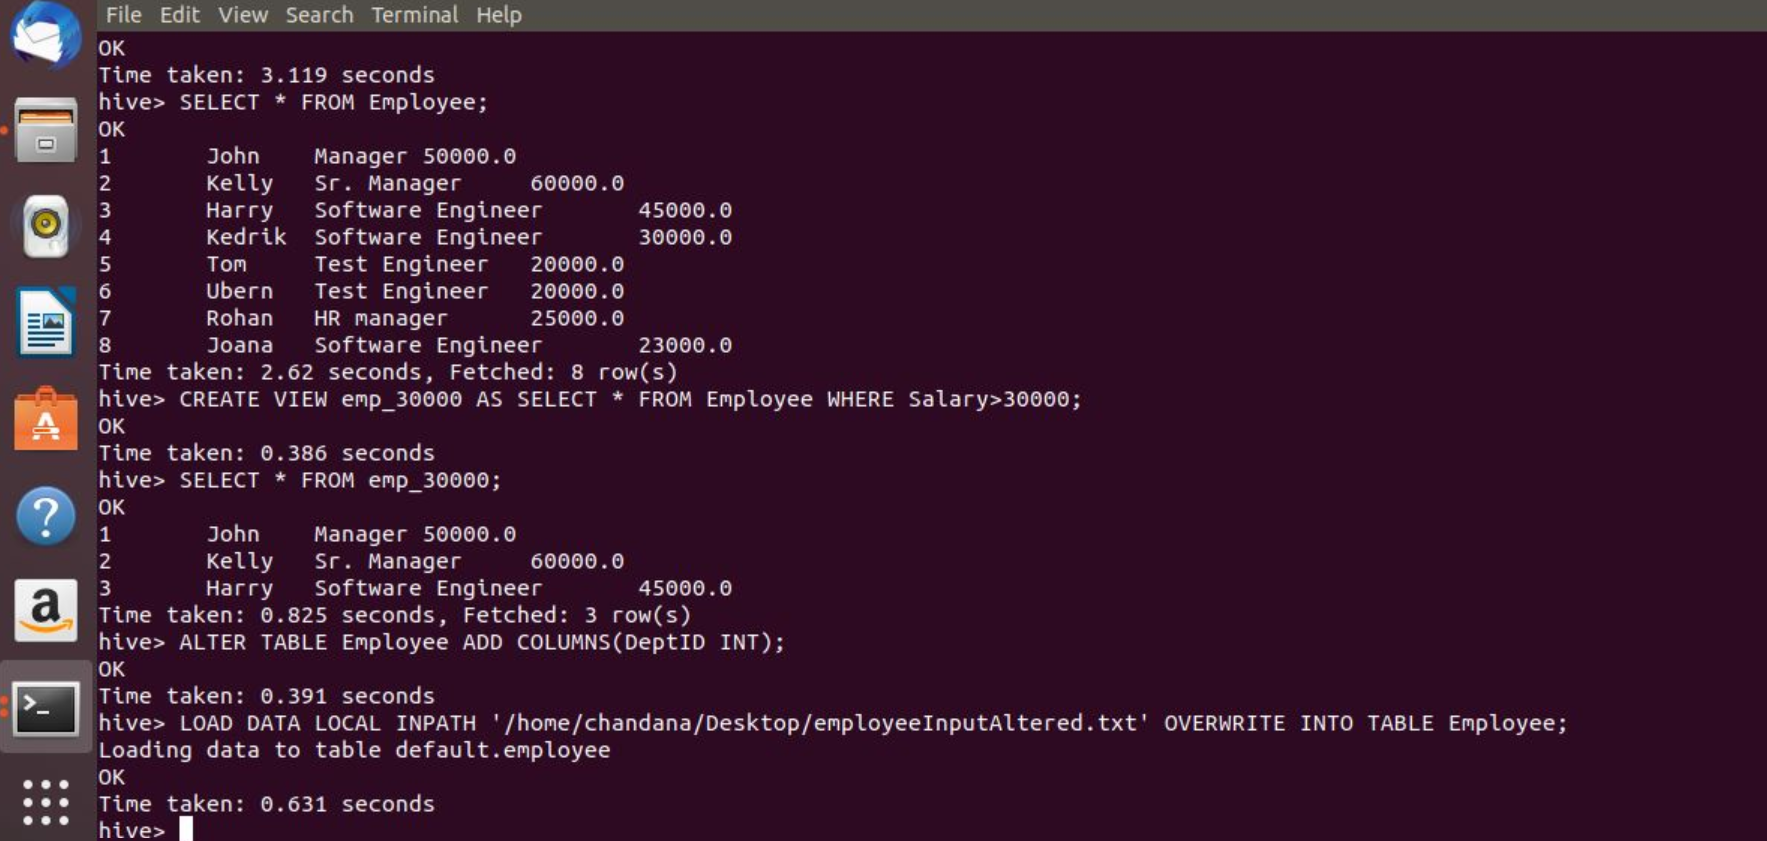 File Edit View Search Terminal Help
OK
Time taken: 3.119 seconds
hive> SELECT * FROM Employee;
OK
1 John Manager 50000.0
2 Kelly Sr. Manager 60000.0
3 Harry Software Engineer 45000.0
4 Kedrik Software Engineer 30000.0
5 Tom Test Engineer 20000.0
6 Ubern Test Engineer 20000.0
7 Rohan HR manager 25000.0
8 Joana Software Engineer 23000.0
Time taken: 2.62 seconds, Fetched: 8 row(s)
hive> CREATE VIEW emp_30000 AS SELECT * FROM Employee WHERE Salary>30000;
OK
Time taken: 0.386 seconds
hive> SELECT * FROM emp_30000;
OK
1 John Manager 50000.0
2 Kelly Sr. Manager 60000.0
3 Harry Software Engineer 45000.0
Time taken: 0.825 seconds, Fetched: 3 row(s)
hive> ALTER TABLE Employee ADD COLUMNS(DeptID INT);
OK
Time taken: 0.391 seconds
hive> LOAD DATA LOCAL INPATH '/home/chandana/Desktop/employeeInputAltered.txt' OVERWRITE INTO TABLE Employee;
Loading data to table default.employee
OK
Time taken: 0.631 seconds
hive>